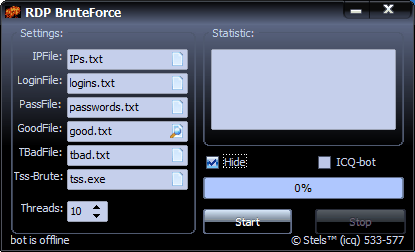 RDP BruteForce
Settings:
IPFile: IPs.txt
LoginFile: logins.txt
PassFile: passwords.txt
GoodFile: good.txt
TBadFile: tbad.txt
Tss-Brute: tss.exe
Threads: 10
bot is offline
Statistic:
Hide ICQ-bot
0%
Start Stop
© Stels™ (icq) 533-577